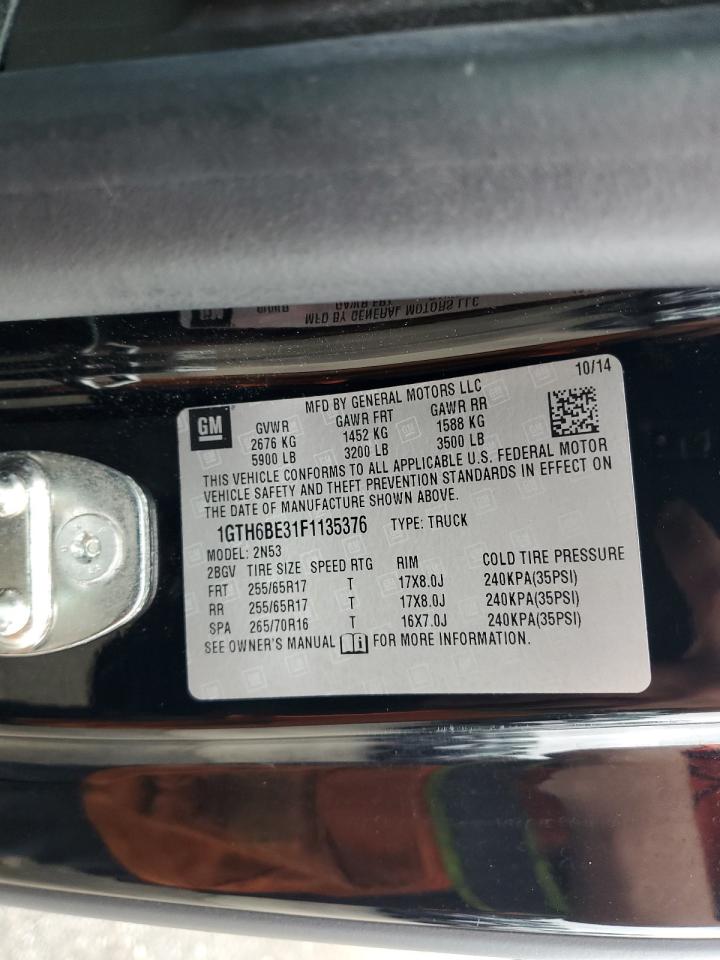 MFD BY GENERAL MOTORS LLC
10/14
GM
GVWR GAWR FRT GAWR RR
2676 KG 1452 KG 1588 KG
5900 LB 3200 LB 3500 LB
THIS VEHICLE CONFORMS TO ALL APPLICABLE U.S. FEDERAL MOTOR
VEHICLE SAFETY AND THEFT PREVENTION STANDARDS IN EFFECT ON
THE DATE OF MANUFACTURE SHOWN ABOVE.
1GTH6BE31F1135376 TYPE: TRUCK
MODEL: 2N53
2BGV TIRE SIZE SPEED RTG RIM COLD TIRE PRESSURE
FRT 255/65R17 T 17X8.0J 240KPA(35PSI)
RR 255/65R17 T 17X8.0J 240KPA(35PSI)
SPA 265/70R16 T 16X7.0J 240KPA(35PSI)
SEE OWNER'S MANUAL i FOR MORE INFORMATION.